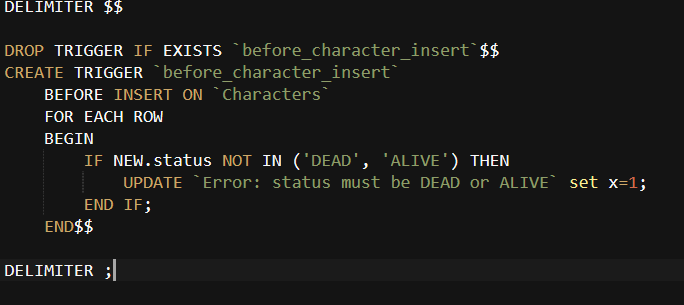 DELIMITER $$
DROP TRIGGER IF EXISTS `before_character_insert`$$
CREATE TRIGGER `before_character_insert`
BEFORE INSERT ON `Characters`
FOR EACH ROW
BEGIN
IF NEW.status NOT IN ('DEAD', 'ALIVE') THEN
UPDATE `Error: status must be DEAD or ALIVE` set x=1;
END IF;
END$$
DELIMITER ;